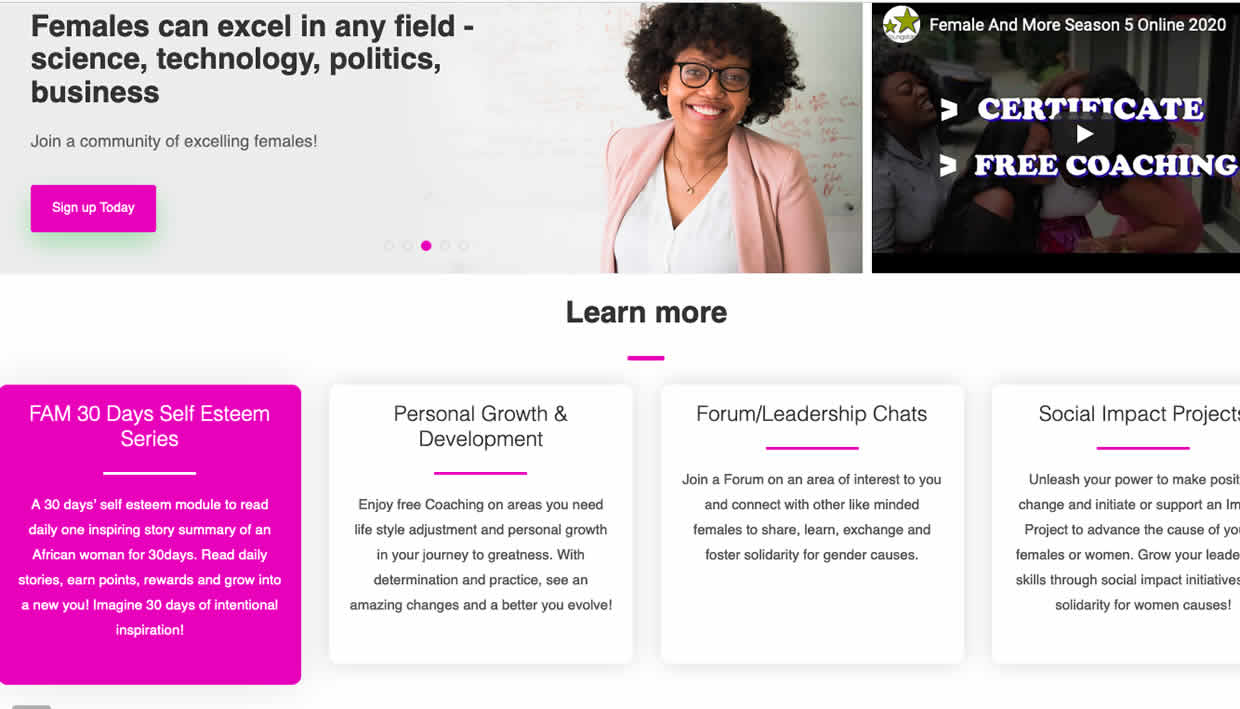 Females can excel in any field -
science, technology, politics,
business
Join a community of excelling females!
Sign up Today
Female And More Season 5 Online 2020
> CERTIFICATE
> FREE COACHING
Learn more
FAM 30 Days Self Esteem
Series
A 30 days’ self esteem module to read
daily one inspiring story summary of an
African woman for 30days. Read daily
stories, earn points, rewards and grow into
a new you! Imagine 30 days of intentional
inspiration!
Personal Growth &
Development
Enjoy free Coaching on areas you need
life style adjustment and personal growth
in your journey to greatness. With
determination and practice, see an
amazing changes and a better you evolve!
Forum/Leadership Chats
Join a Forum on an area of interest to you
and connect with other like minded
females to share, learn, exchange and
foster solidarity for gender causes.
Social Impact Projects
Unleash your power to make posit
change and initiate or support an Im
Project to advance the cause of you
females or women. Grow your leade
skills through social impact initiatives
solidarity for women causes!